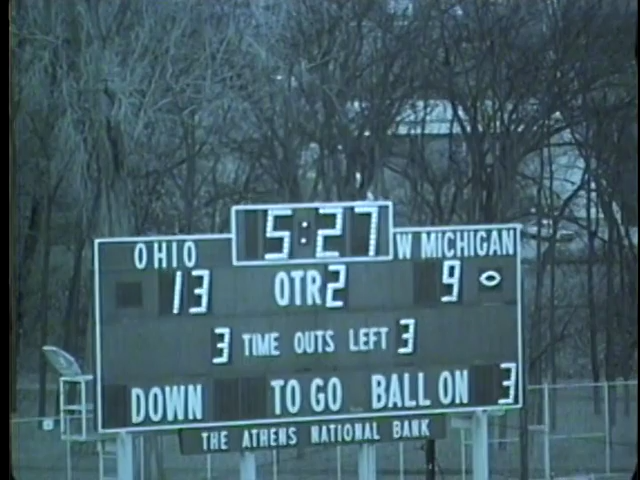 5:27
OHIO W MICHIGAN
13 QTR 2 9
3 TIME OUTS LEFT 3
DOWN TO GO BALL ON 3
THE ATHENS NATIONAL BANK